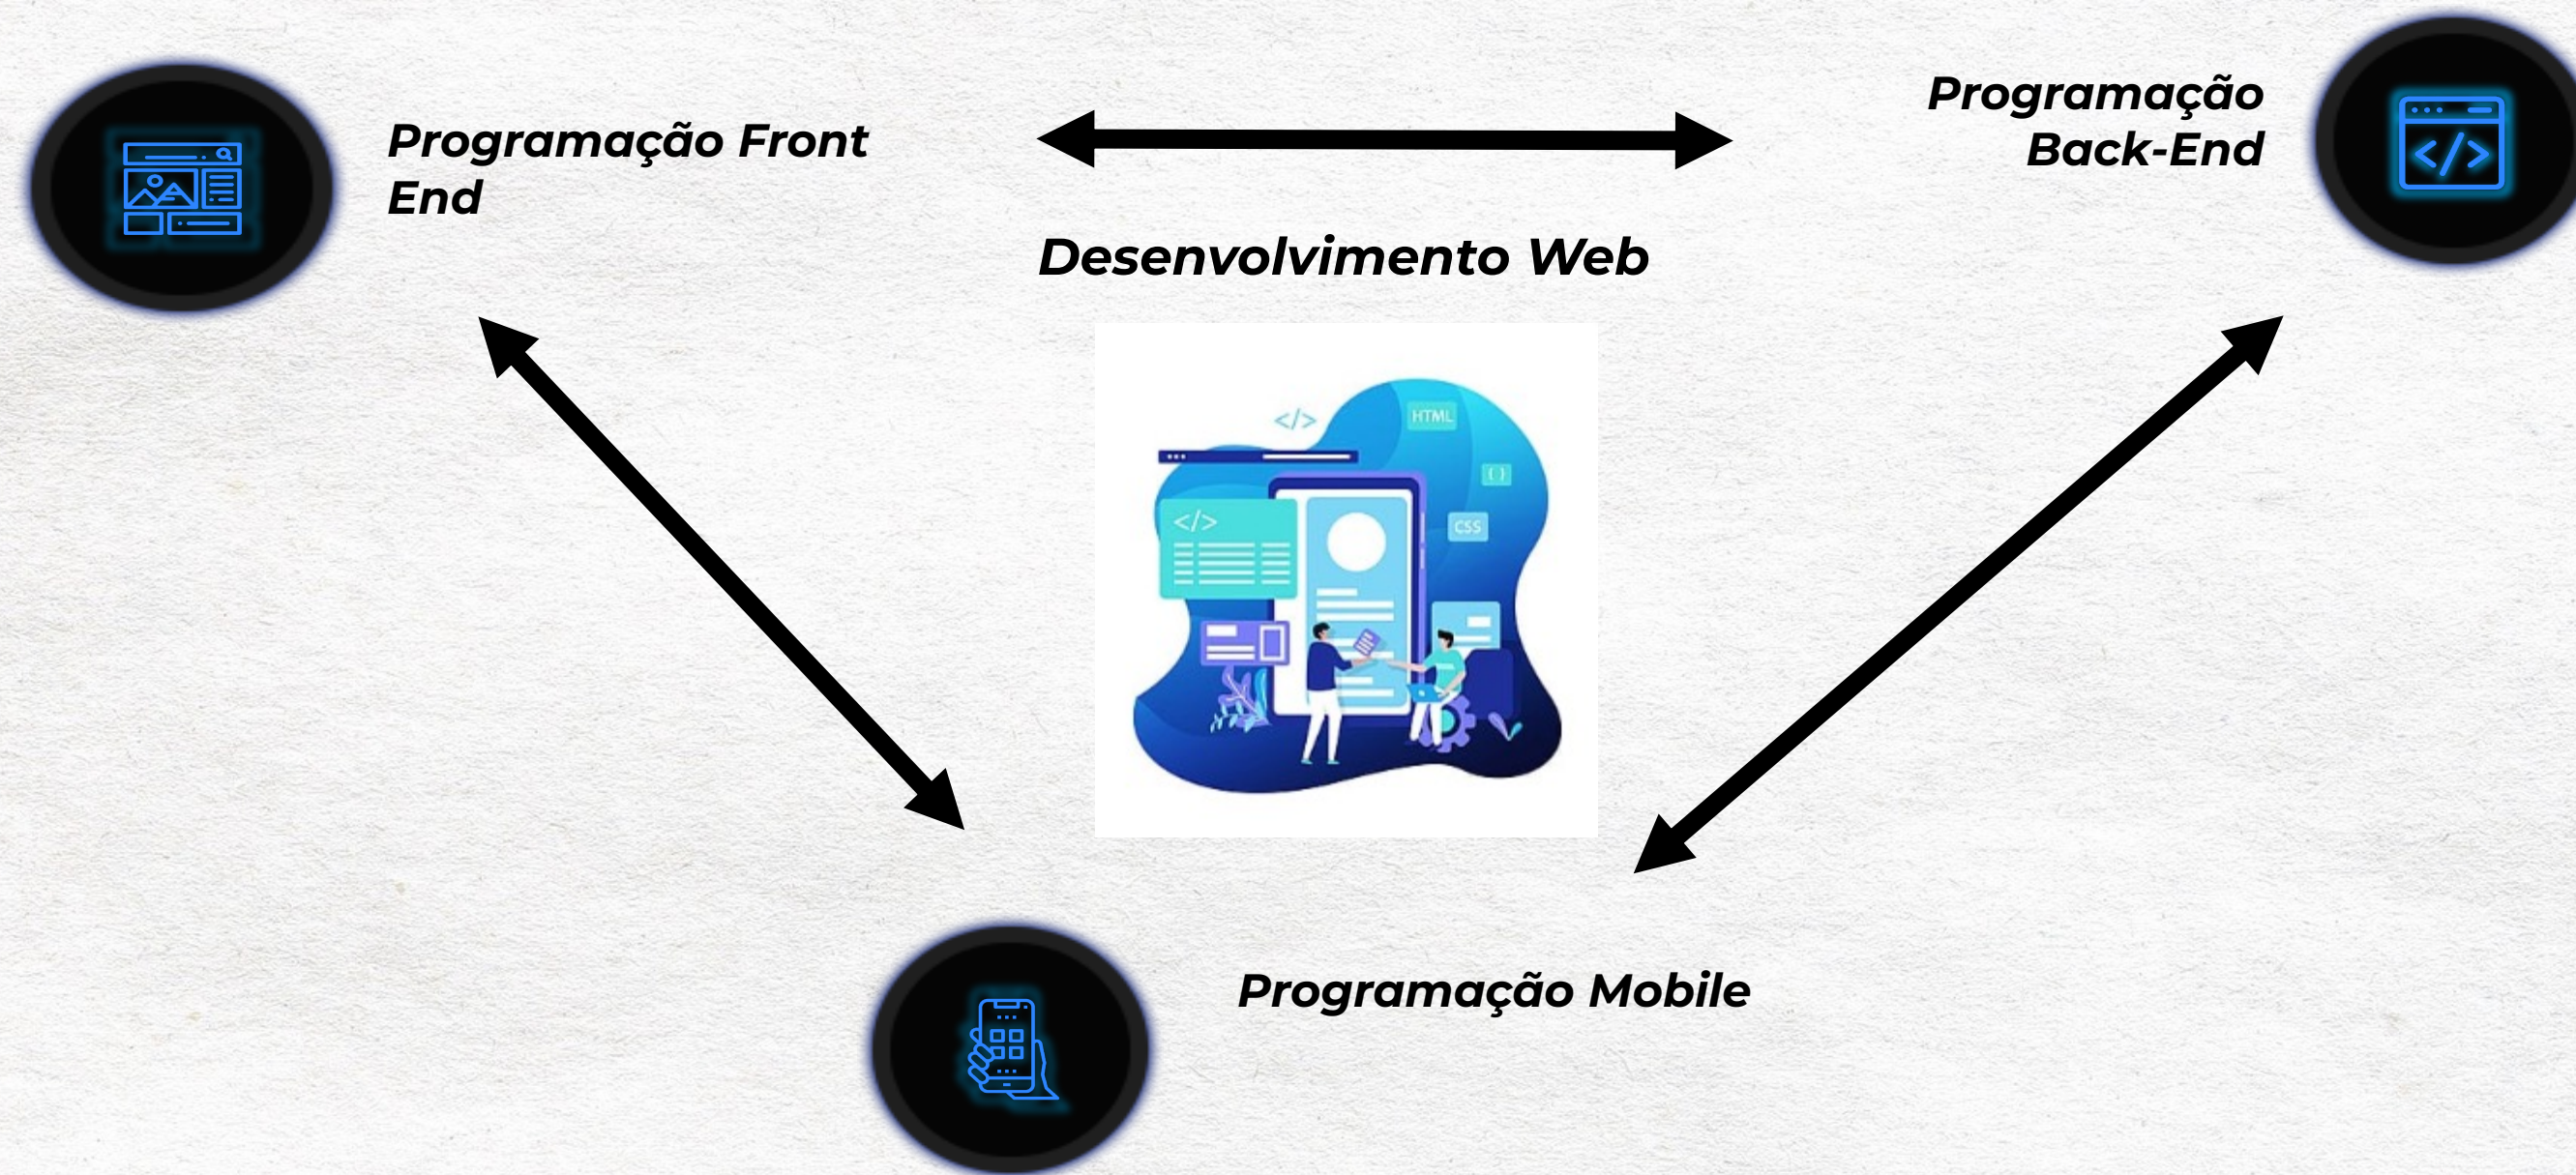 Programação Front
End
Programação
Back-End
</>
Desenvolvimento Web
</>
HTML
{ }
</>
CSS
Programação Mobile